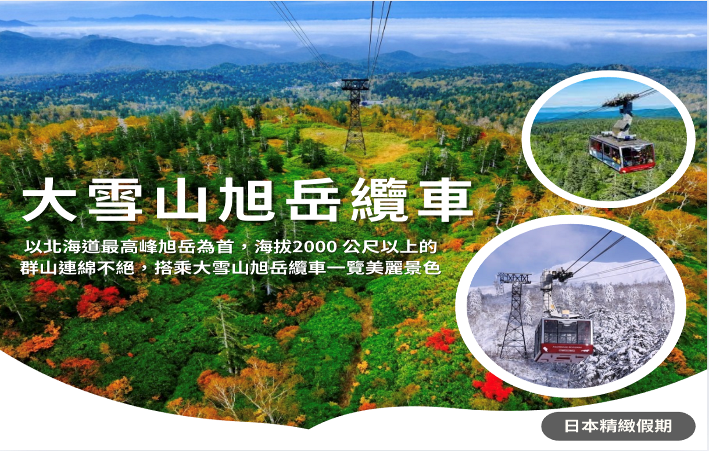 大雪山旭岳纜車
以北海道最高峰旭岳為首，海拔2000公尺以上的
群山連綿不絕，搭乘大雪山旭岳纜車一覽美麗景色
日本精緻假期